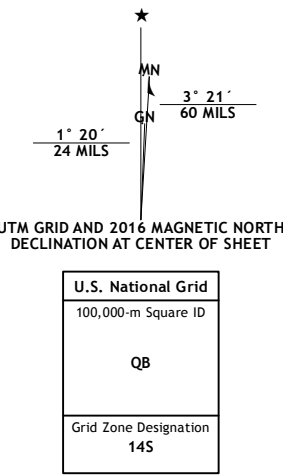 MN
3° 21´
60 MILS
GN
1° 20´
24 MILS
UTM GRID AND 2016 MAGNETIC NORTH
DECLINATION AT CENTER OF SHEET
U.S. National Grid
100,000-m Square ID
QB
Grid Zone Designation
14S